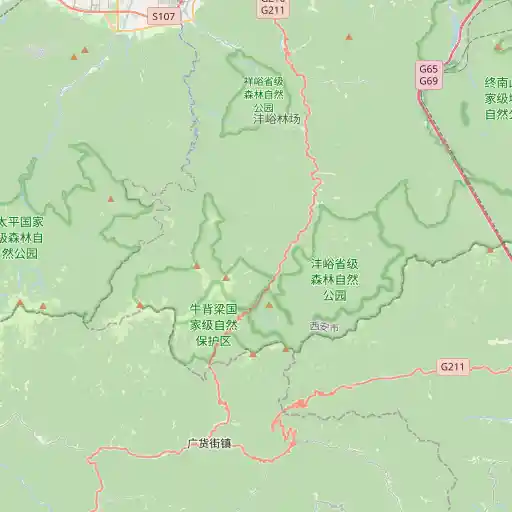 G210
G211
S107
G65
G69
祥峪省级
森林自然
公园
沣峪林场
终南山
家级
自然公
太平国家
级森林自
然公园
沣峪省级
森林自然
公园
牛背梁国
家级自然
保护区
西安市
G211
广货街镇